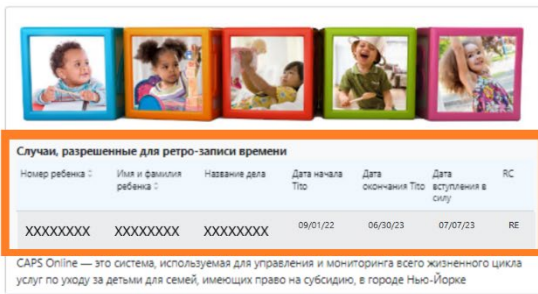 Случаи, разрешенные для ретро-записи времени
Номер ребенка Имя и фамилия ребенка Название дела Дата начала Tito Дата окончания Tito Дата вступления в силу RC
XXXXXXXX XXXXXXXX XXXXXXXX 09/01/22 06/30/23 07/07/23 RE
CAPS Online — это система, используемая для управления и мониторинга всего жизненного цикла
услуг по уходу за детьми для семей, имеющих право на субсидию, в городе Нью-Йорке